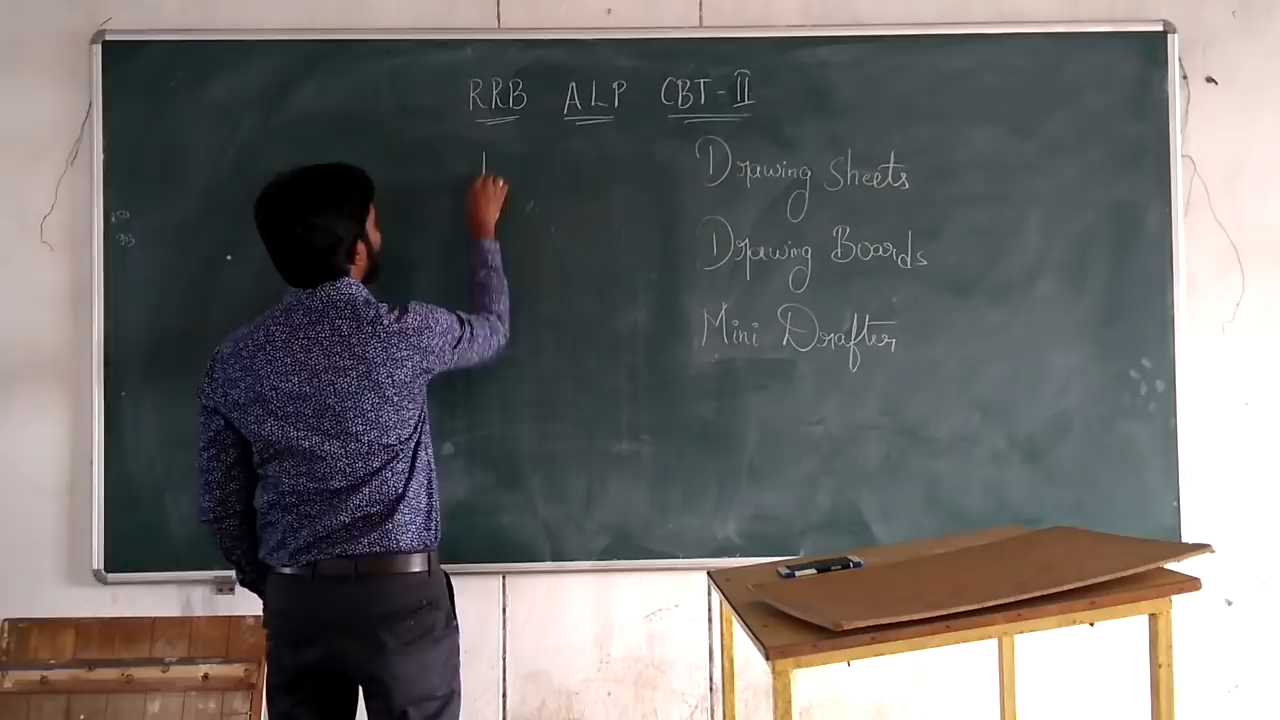 RRB ALP CBT-II
Drawing Sheets
Drawing Boards
Mini Drafter